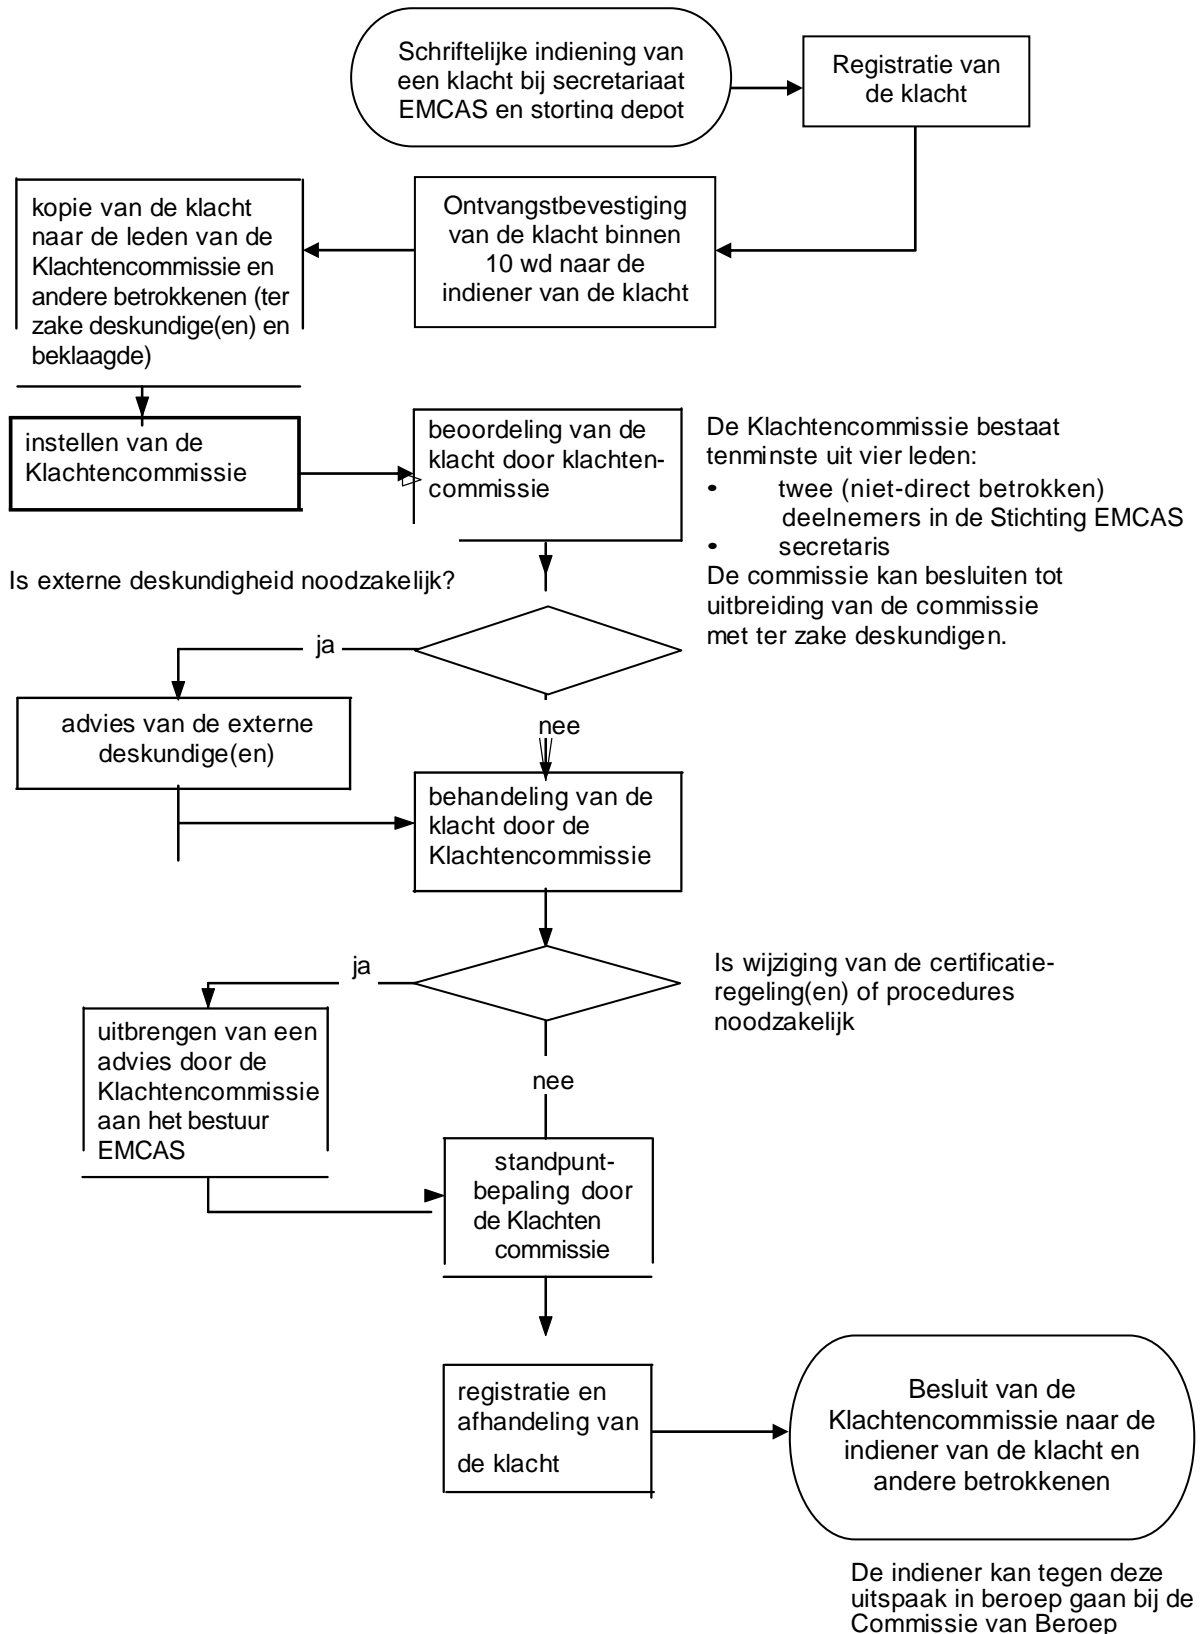 Schriftelijke indiening van
een klacht bij secretariaat
EMCAS en storting depot
Registratie van
de klacht
Ontvangstbevestiging
van de klacht binnen
10 wd naar de
indiener van de klacht
kopie van de klacht
naar de leden van de
Klachtencommissie en
andere betrokkenen (ter
zake deskundige(en) en
beklaagde)
instellen van de
Klachtencommissie
beoordeling van de
klacht door klachten-
commissie
De Klachtencommissie bestaat
tenminste uit vier leden:
• twee (niet-direct betrokken)
deelnemers in de Stichting EMCAS
• secretaris
De commissie kan besluiten tot
uitbreiding van de commissie
met ter zake deskundigen.
Is externe deskundigheid noodzakelijk?
ja
nee
advies van de externe
deskundige(en)
behandeling van de
klacht door de
Klachtencommissie
ja
Is wijziging van de certificatie-
regeling(en) of procedures
noodzakelijk
uitbrengen van een
advies door de
Klachtencommissie
aan het bestuur
EMCAS
nee
standpunt-
bepaling door
de Klachten
commissie
registratie en
afhandeling van
de klacht
Besluit van de
Klachtencommissie naar de
indiener van de klacht en
andere betrokkenen
De indiener kan tegen deze
uitspaak in beroep gaan bij de
Commissie van Beroep